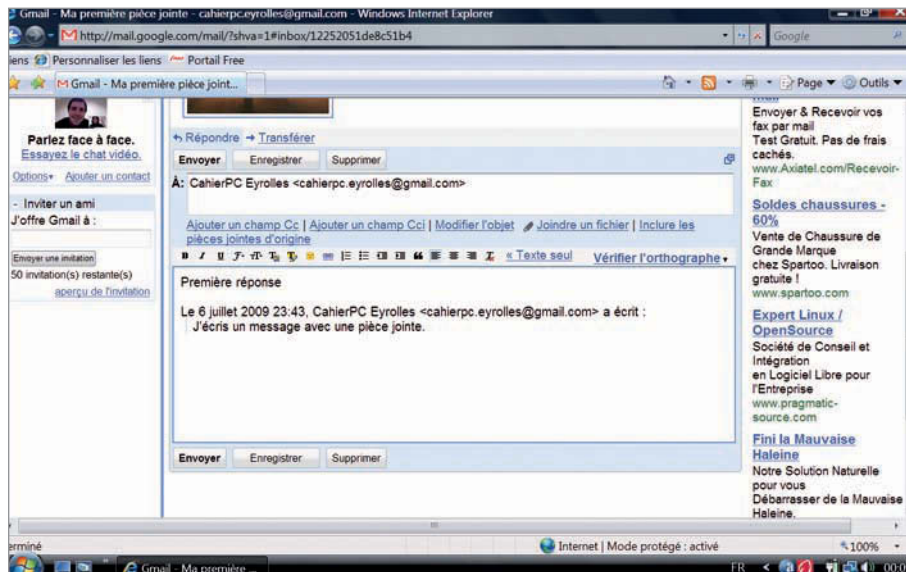 Gmail - Ma première pièce jointe - cahierpc.eyrolles@gmail.com - Windows Internet Explorer
http://mail.google.com/mail/?shva=1#inbox/12252051de8c51b4
Google
iens Personnaliser les liens Portail Free
Gmail - Ma première pièce joint...
Page Outils
Parlez face à face.
Essayez le chat vidéo.
Options Ajouter un contact
- Inviter un ami
J'offre Gmail à :
Envoyer une invitation
50 invitation(s) restante(s)
aperçu de l'invitation
Répondre Transférer
Envoyer Enregistrer Supprimer
À: CahierPC Eyrolles <cahierpc.eyrolles@gmail.com>
Ajouter un champ Cc | Ajouter un champ Cci | Modifier l'objet Joindre un fichier | Inclure les
pièces jointes d'origine
« Texte seul Vérifier l'orthographe
Première réponse
Le 6 juillet 2009 23:43, CahierPC Eyrolles <cahierpc.eyrolles@gmail.com> a écrit :
J'écris un message avec une pièce jointe.
Envoyer Enregistrer Supprimer
Envoyer & Recevoir vos
fax par mail
Test Gratuit. Pas de frais
cachés.
www.Axiatel.com/Recevoir-
Fax
Soldes chaussures -
60%
Vente de Chaussure de
Grande Marque
chez Spartoo. Livraison
gratuite !
www.spartoo.com
Expert Linux /
OpenSource
Société de Conseil et
Intégration
en Logiciel Libre pour
l'Entreprise
www.pragmatic-
source.com
Fini la Mauvaise
Haleine
Notre Solution Naturelle
pour vous
Débarrasser de la Mauvaise
Haleine.
erminé
Internet | Mode protégé : activé
100%
Gmail - Ma première ...
FR
00:0